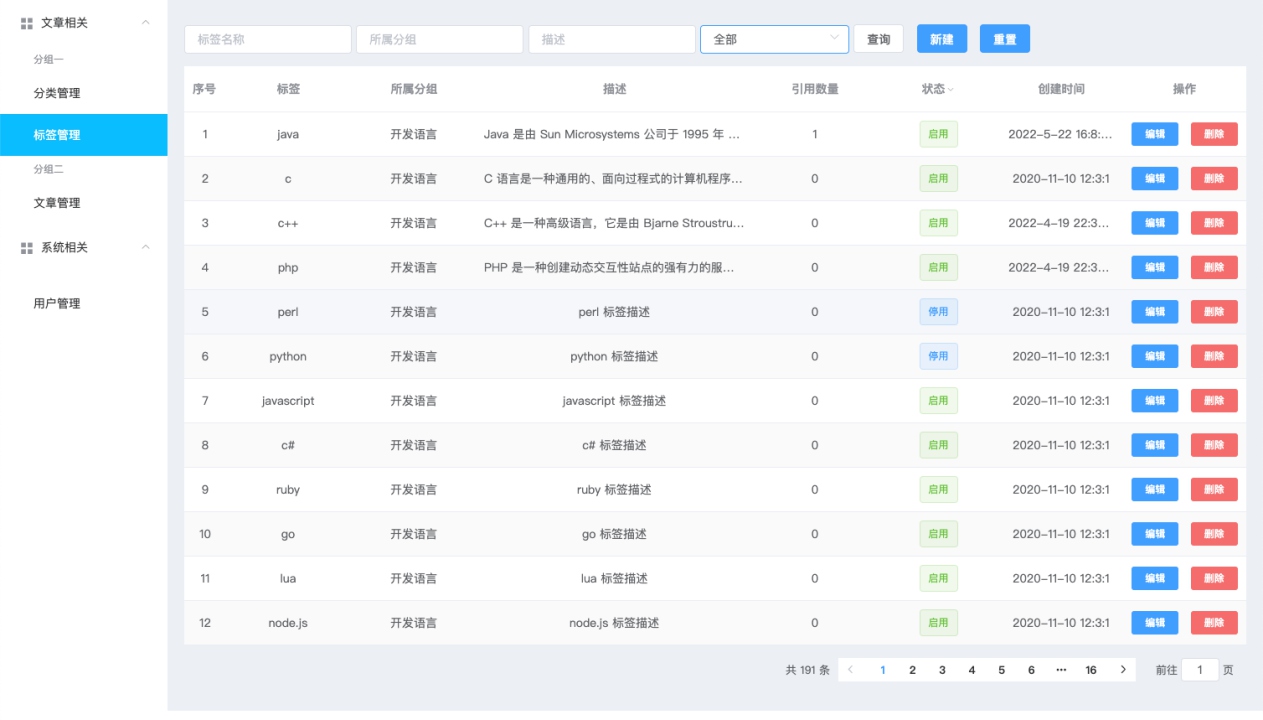 文章相关
分组一
分类管理
标签管理
分组二
文章管理
系统相关
用户管理
标签名称 所属分组 描述 全部 查询 新建 重置
序号 标签 所属分组 描述 引用数量 状态 创建时间 操作
1 java 开发语言 Java 是由 Sun Microsystems 公司于 1995 年 ... 1 启用 2022-5-22 16:8:... 编辑 删除
2 c 开发语言 C 语言是一种通用的、面向过程式的计算机程序... 0 启用 2020-11-10 12:3:1 编辑 删除
3 c++ 开发语言 C++ 是一种高级语言，它是由 Bjarne Stroustru... 0 启用 2022-4-19 22:3... 编辑 删除
4 php 开发语言 PHP 是一种创建动态交互性站点的强有力的服... 0 启用 2022-4-19 22:3... 编辑 删除
5 perl 开发语言 perl 标签描述 0 停用 2020-11-10 12:3:1 编辑 删除
6 python 开发语言 python 标签描述 0 停用 2020-11-10 12:3:1 编辑 删除
7 javascript 开发语言 javascript 标签描述 0 启用 2020-11-10 12:3:1 编辑 删除
8 c# 开发语言 c# 标签描述 0 启用 2020-11-10 12:3:1 编辑 删除
9 ruby 开发语言 ruby 标签描述 0 启用 2020-11-10 12:3:1 编辑 删除
10 go 开发语言 go 标签描述 0 启用 2020-11-10 12:3:1 编辑 删除
11 lua 开发语言 lua 标签描述 0 启用 2020-11-10 12:3:1 编辑 删除
12 node.js 开发语言 node.js 标签描述 0 启用 2020-11-10 12:3:1 编辑 删除
共 191 条 1 2 3 4 5 6 ... 16 前往 1 页